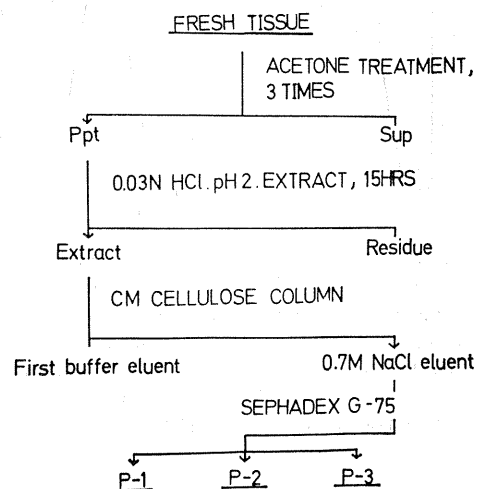 FRESH TISSUE
ACETONE TREATMENT,
3 TIMES
Ppt
Sup
0.03N HCl.pH 2.EXTRACT, 15HRS
Extract
Residue
CM CELLULOSE COLUMN
First buffer eluent
0.7M NaCl eluent
SEPHADEX G-75
P-1
P-2
P-3